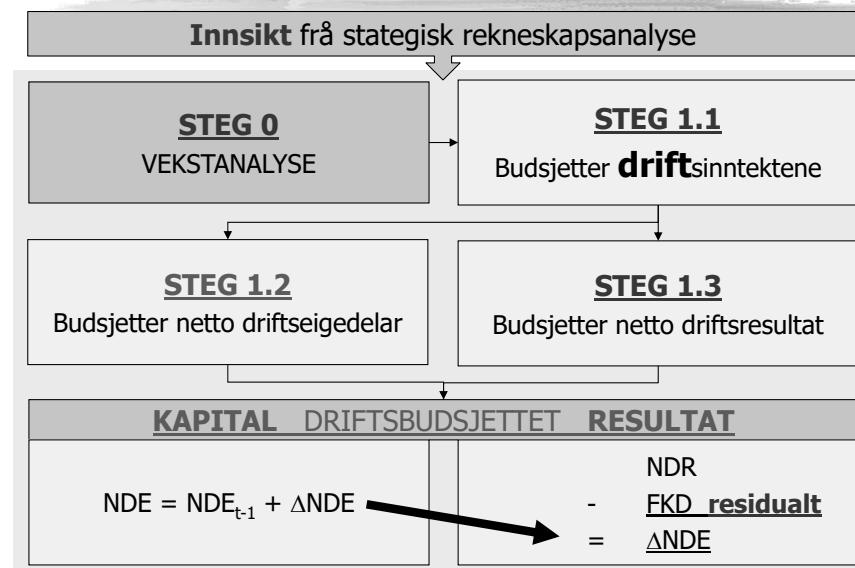 Innsikt frå stategisk rekneskapsanalyse
STEG 0
VEKSTANALYSE
STEG 1.1
Budsjetter driftsinntektene
STEG 1.2
Budsjetter netto driftseigedelar
STEG 1.3
Budsjetter netto driftsresultat
KAPITAL DRIFTSBUDSJETTET RESULTAT
NDE = NDEt-1 + ΔNDE
NDR
- FKD residualt
= ΔNDE